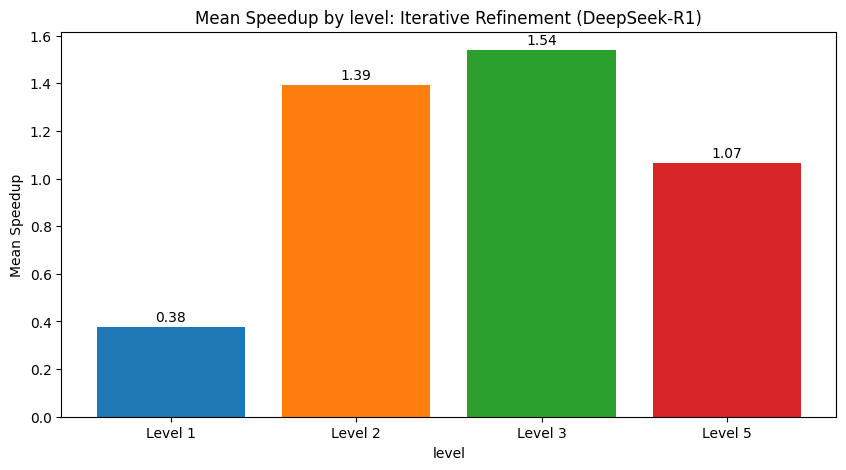 Mean Speedup by level: Iterative Refinement (DeepSeek-R1)
Mean Speedup
1.6
1.4
1.2
1.0
0.8
0.6
0.4
0.2
0.0
0.38
1.39
1.54
1.07
Level 1
Level 2
Level 3
Level 5
level